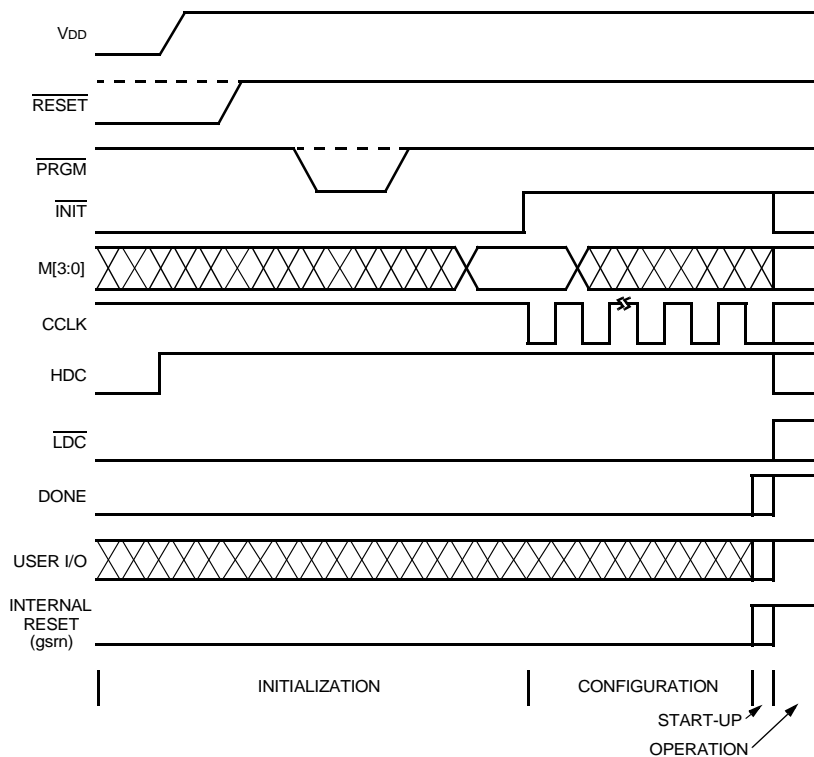 VDD
RESET
PRGM
INIT
M[3:0]
CCLK
HDC
LDC
DONE
USER I/O
INTERNAL
RESET
(gsrn)
INITIALIZATION
CONFIGURATION
START-UP
OPERATION